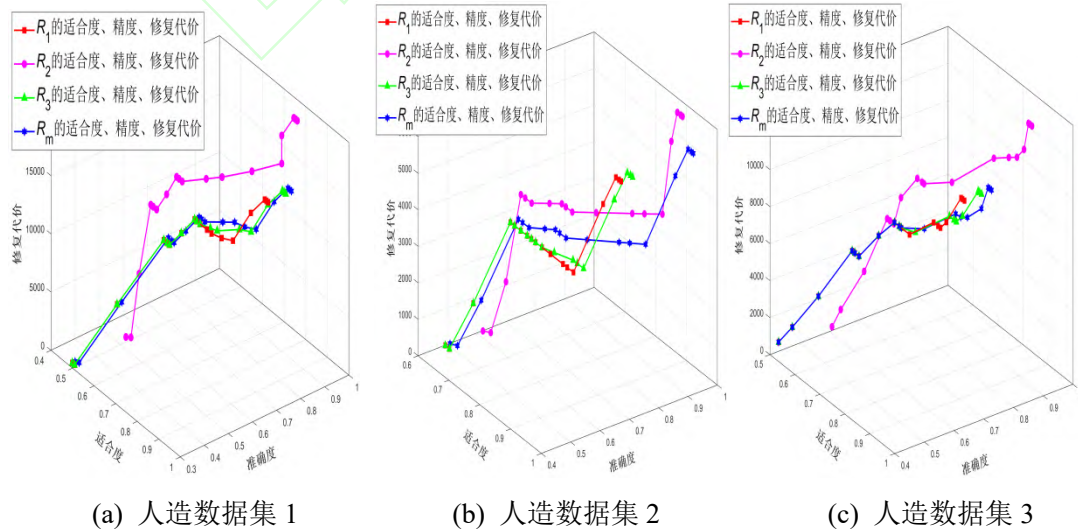 R1的适合度、精度、修复代价
R2的适合度、精度、修复代价
R3的适合度、精度、修复代价
Rm的适合度、精度、修复代价
修复代价
15000
10000
5000
0
0.4
0.5
0.6
0.7
0.8
0.9
1
适合度
0.3
0.4
0.5
0.6
0.7
0.8
0.9
1
准确度
(a) 人造数据集 1
R1的适合度、精度、修复代价
R2的适合度、精度、修复代价
R3的适合度、精度、修复代价
Rm的适合度、精度、修复代价
修复代价
5000
4000
3000
2000
1000
0
0.6
0.7
0.8
0.9
1
适合度
0.4
0.5
0.6
0.7
0.8
0.9
1
准确度
(b) 人造数据集 2
R1的适合度、精度、修复代价
R2的适合度、精度、修复代价
R3的适合度、精度、修复代价
Rm的适合度、精度、修复代价
修复代价
10000
8000
6000
4000
2000
0
0.5
0.6
0.7
0.8
0.9
1
适合度
0.4
0.5
0.6
0.7
0.8
0.9
准确度
(c) 人造数据集 3